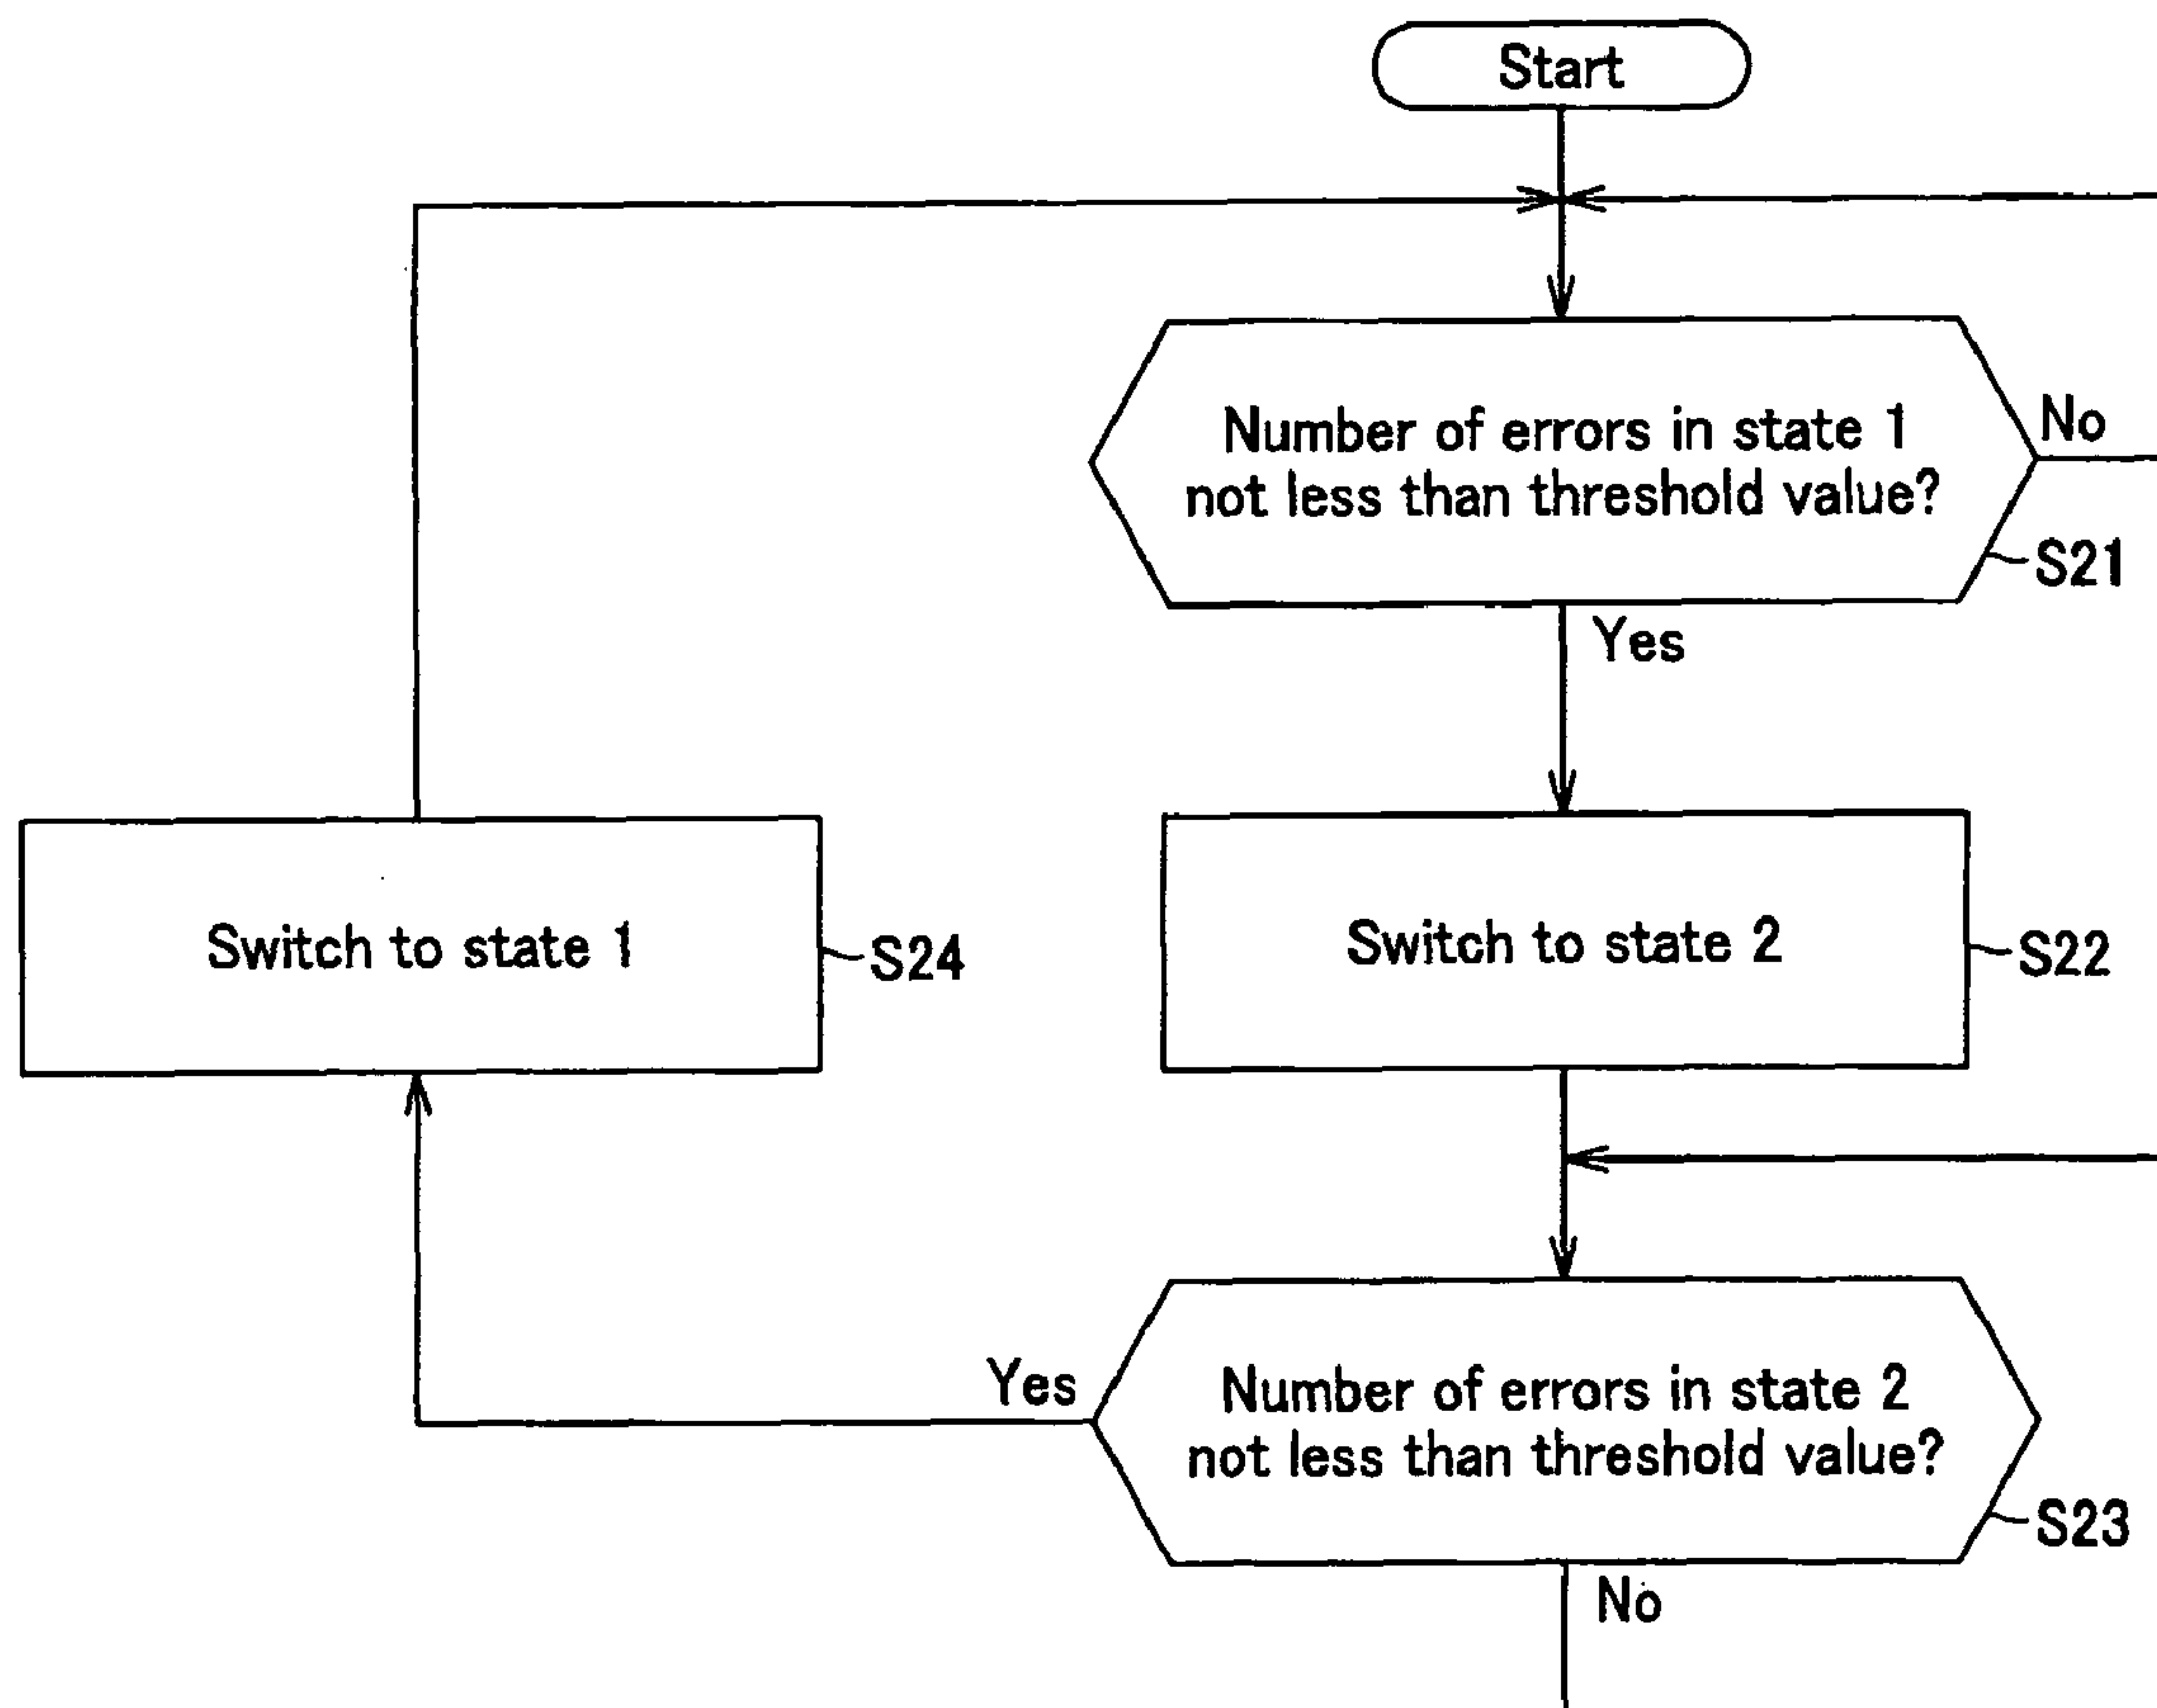 Start
Number of errors in state 1
not less than threshold value?
No
S21
Yes
Switch to state 1
S24
Switch to state 2
S22
Yes
Number of errors in state 2
not less than threshold value?
S23
No